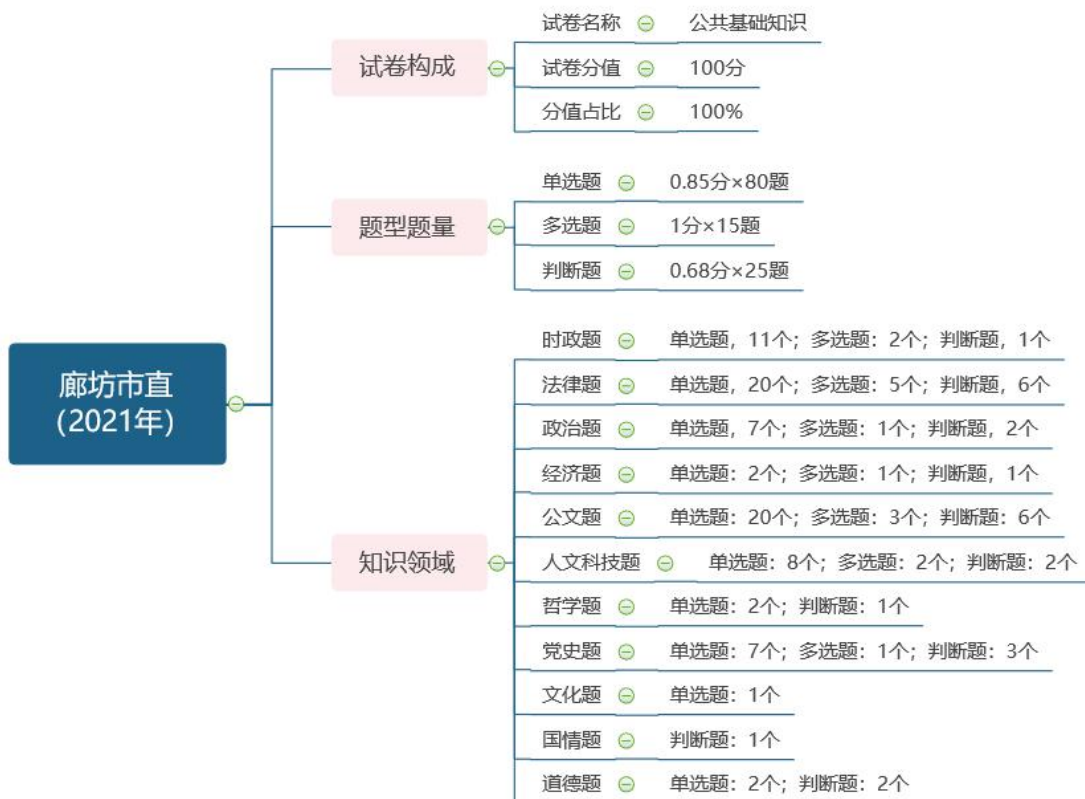 廊坊市直
(2021年)
试卷构成
试卷名称 公共基础知识
试卷分值 100分
分值占比 100%
题型题量
单选题 0.85分×80题
多选题 1分×15题
判断题 0.68分×25题
知识领域
时政题 单选题,11个；多选题：2个；判断题,1个
法律题 单选题,20个；多选题：5个；判断题,6个
政治题 单选题,7个；多选题：1个；判断题,2个
经济题 单选题：2个；多选题：1个；判断题,1个
公文题 单选题：20个；多选题：3个；判断题：6个
人文科技题 单选题：8个；多选题：2个；判断题：2个
哲学题 单选题：2个；判断题：1个
党史题 单选题：7个；多选题：1个；判断题：3个
文化题 单选题：1个
国情题 判断题：1个
道德题 单选题：2个；判断题：2个